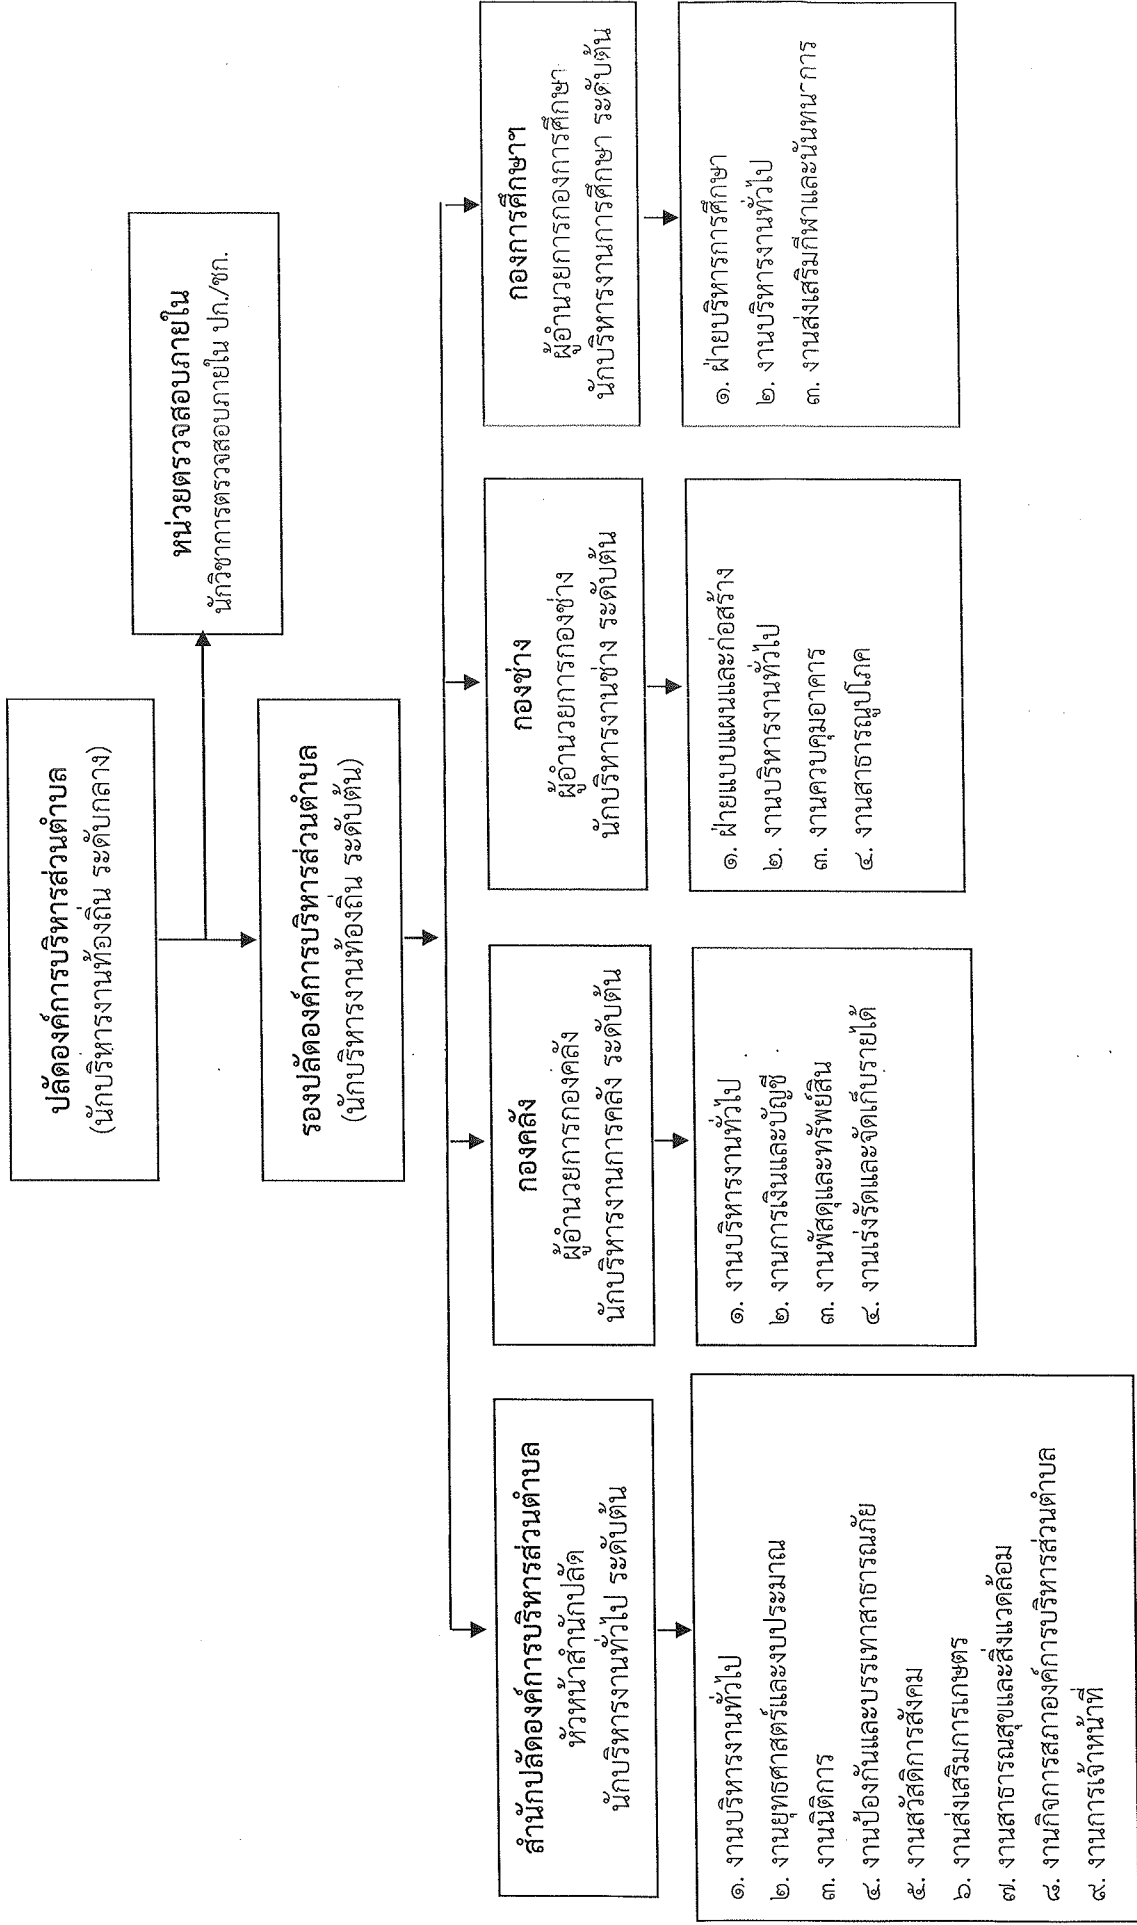 ปลัดองค์การบริหารส่วนตำบล
(นักบริหารงานท้องถิ่น ระดับกลาง)
หน่วยตรวจสอบภายใน
นักวิชาการตรวจสอบภายใน ปก./ชก.
รองปลัดองค์การบริหารส่วนตำบล
(นักบริหารงานท้องถิ่น ระดับต้น)
สำนักปลัดองค์การบริหารส่วนตำบล
หัวหน้าสำนักปลัด
นักบริหารงานทั่วไป ระดับต้น
๑. งานบริหารงานทั่วไป
๒. งานยุทธศาสตร์และงบประมาณ
๓. งานนิติการ
๔. งานป้องกันและบรรเทาสาธารณภัย
๕. งานสวัสดิการสังคม
๖. งานส่งเสริมการเกษตร
๗. งานสาธารณสุขและสิ่งแวดล้อม
๘. งานกิจการสภาองค์การบริหารส่วนตำบล
๙. งานการเจ้าหน้าที่
กองคลัง
ผู้อำนวยการกองคลัง
นักบริหารงานการคลัง ระดับต้น
๑. งานบริหารงานทั่วไป
๒. งานการเงินและบัญชี
๓. งานพัสดุและทรัพย์สิน
๔. งานเร่งรัดและจัดเก็บรายได้
กองช่าง
ผู้อำนวยการกองช่าง
นักบริหารงานช่าง ระดับต้น
๑. ฝ่ายแบบแผนและก่อสร้าง
๒. งานบริหารงานทั่วไป
๓. งานควบคุมอาคาร
๔. งานสาธารณูปโภค
กองการศึกษาฯ
ผู้อำนวยการกองการศึกษา
นักบริหารงานการศึกษา ระดับต้น
๑. ฝ่ายบริหารการศึกษา
๒. งานบริหารงานทั่วไป
๓. งานส่งเสริมกีฬาและนันทนาการ